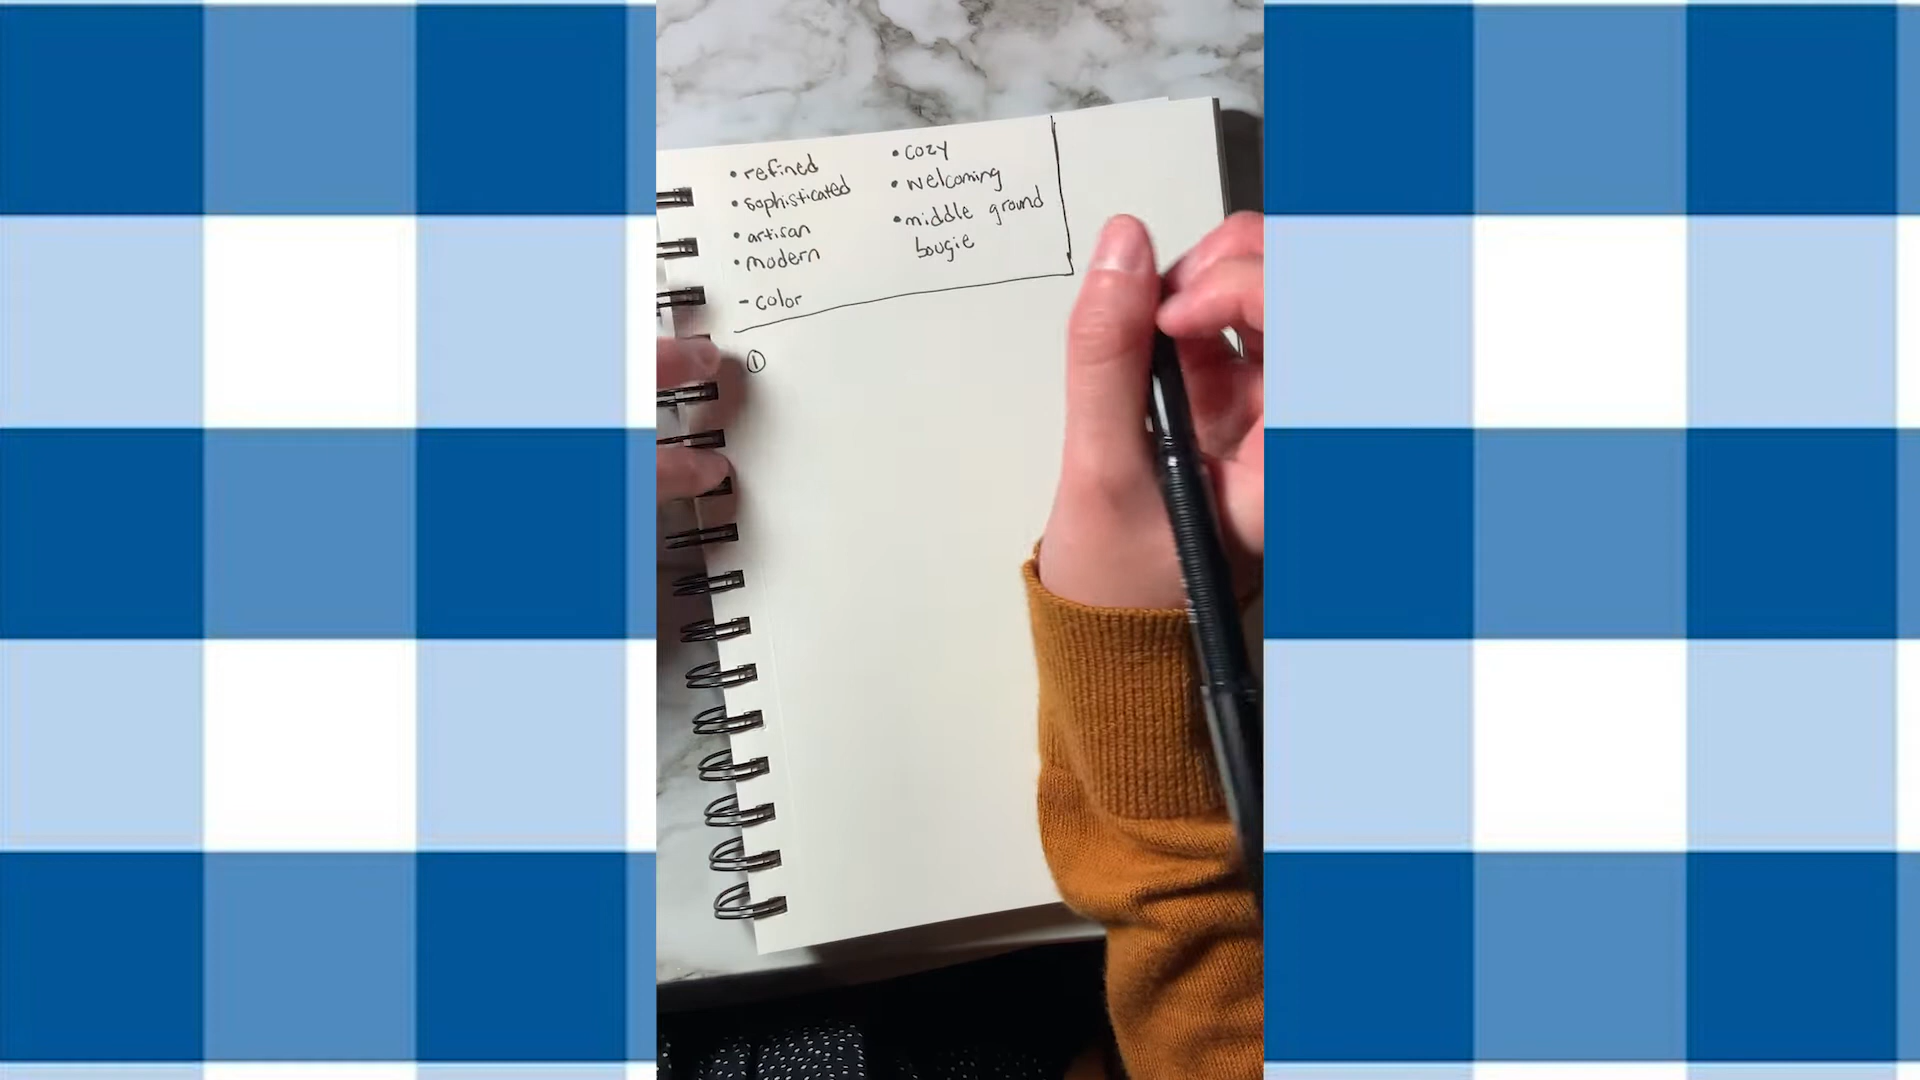 • refined
• sophisticated
• artisan
• modern
- color
• cozy
• welcoming
• middle ground
bougie
①